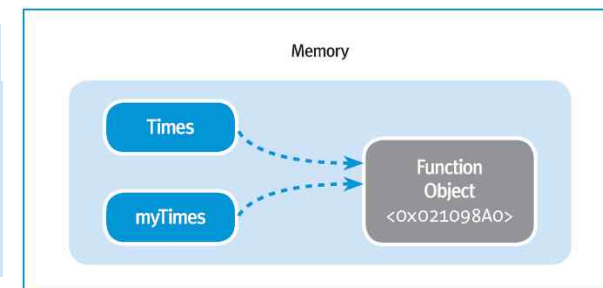 Memory
Times
Function
Object
<0x021098A0>
myTimes